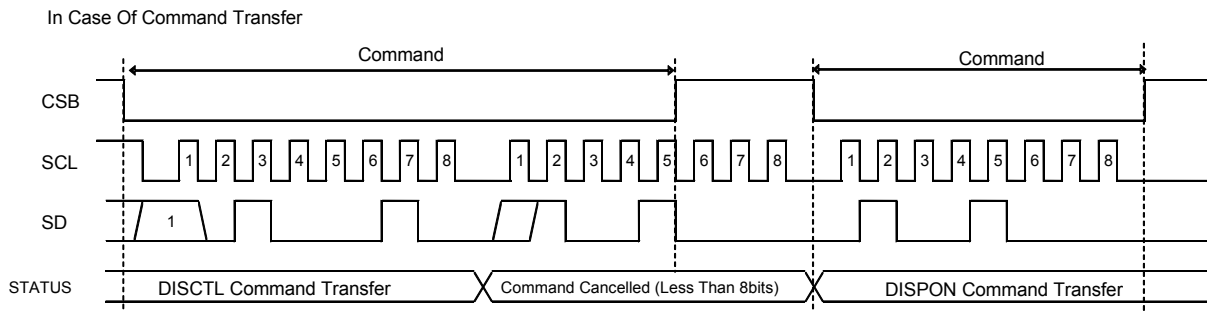 In Case Of Command Transfer
Command Command
CSB
SCL 1 2 3 4 5 6 7 8 1 2 3 4 5 6 7 8 1 2 3 4 5 6 7 8
SD 1
STATUS DISCTL Command Transfer Command Cancelled (Less Than 8bits) DISPON Command Transfer